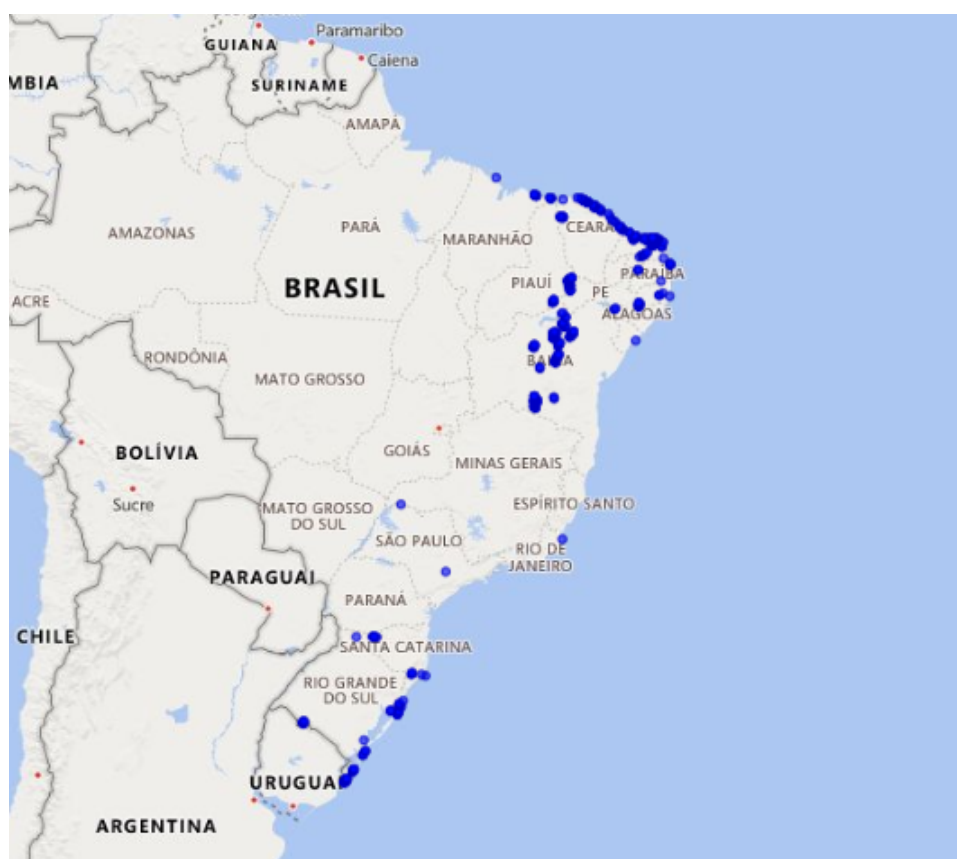 Paramaribo
GUIANA
Caiena
MBIA
SURINAME
AMAPÁ
AMAZONAS
PARÁ
MARANHÃO
CEARÁ
BRASIL
PIAUÍ
PARAÍBA
PE
ACRE
ALAGOAS
RONDÔNIA
BAHIA
MATO GROSSO
BOLÍVIA
GOIÁS
MINAS GERAIS
Sucre
MATO GROSSO
DO SUL
ESPÍRITO SANTO
SÃO PAULO
RIO DE
JANEIRO
PARAGUAI
PARANÁ
CHILE
SANTA CATARINA
RIO GRANDE
DO SUL
URUGUAI
ARGENTINA